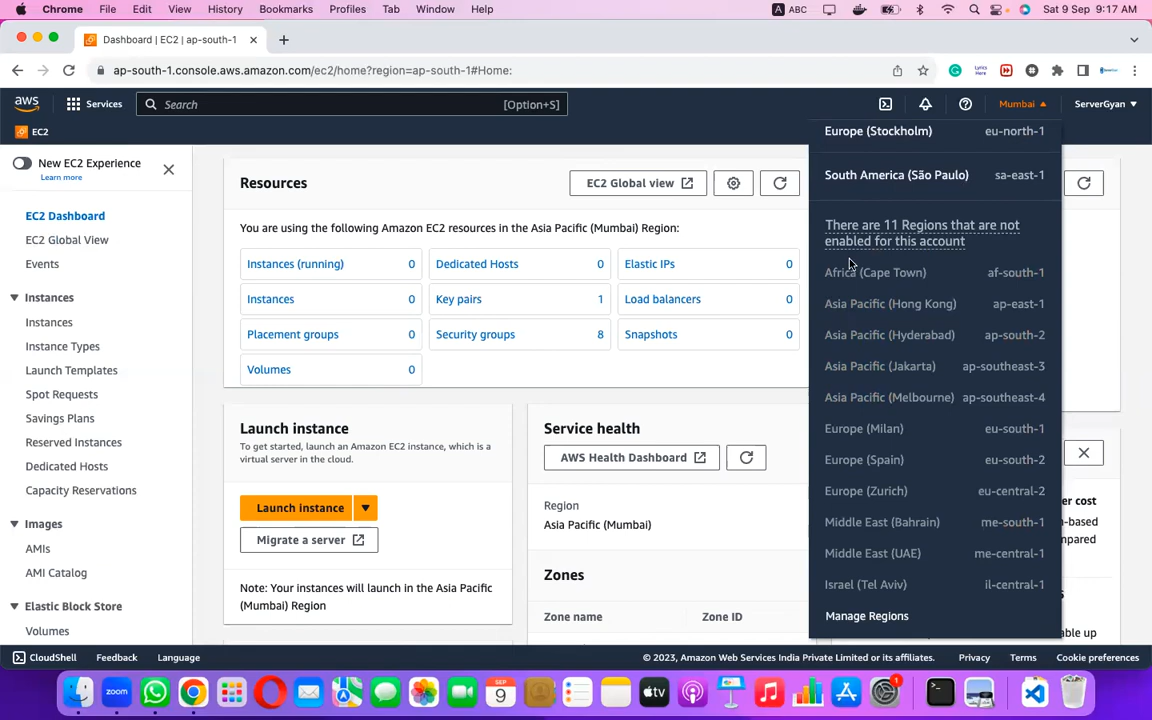 Chrome File Edit View History Bookmarks Profiles Tab Window Help A ABC Sat 9 Sep 9:17 AM
Dashboard | EC2 | ap-south-1
ap-south-1.console.aws.amazon.com/ec2/home?region=ap-south-1#Home:
aws Services Search [Option+S] Mumbai ServerGyan
EC2
New EC2 Experience
Learn more
EC2 Dashboard
EC2 Global View
Events
Instances
Instances
Instance Types
Launch Templates
Spot Requests
Savings Plans
Reserved Instances
Dedicated Hosts
Capacity Reservations
Images
AMIs
AMI Catalog
Elastic Block Store
Volumes
Resources
EC2 Global view
You are using the following Amazon EC2 resources in the Asia Pacific (Mumbai) Region:
Instances (running) 0 Dedicated Hosts 0 Elastic IPs 0
Instances 0 Key pairs 1 Load balancers 0
Placement groups 0 Security groups 8 Snapshots 0
Volumes 0
Launch instance
To get started, launch an Amazon EC2 instance, which is a
virtual server in the cloud.
Launch instance
Migrate a server
Note: Your instances will launch in the Asia Pacific
(Mumbai) Region
Service health
AWS Health Dashboard
Region
Asia Pacific (Mumbai)
Zones
Zone name Zone ID
Europe (Stockholm) eu-north-1
South America (São Paulo) sa-east-1
There are 11 Regions that are not
enabled for this account
Africa (Cape Town) af-south-1
Asia Pacific (Hong Kong) ap-east-1
Asia Pacific (Hyderabad) ap-south-2
Asia Pacific (Jakarta) ap-southeast-3
Asia Pacific (Melbourne) ap-southeast-4
Europe (Milan) eu-south-1
Europe (Spain) eu-south-2
Europe (Zurich) eu-central-2
Middle East (Bahrain) me-south-1
Middle East (UAE) me-central-1
Israel (Tel Aviv) il-central-1
Manage Regions
er cost
n-based
mpared
able up
CloudShell Feedback Language © 2023, Amazon Web Services India Private Limited or its affiliates. Privacy Terms Cookie preferences
zoom SEP 9 tv 1